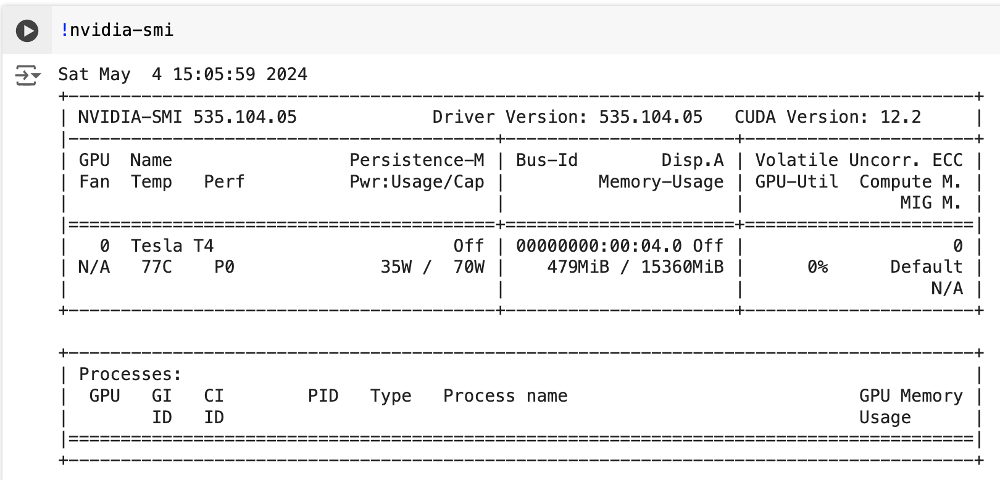 !nvidia-smi
Sat May  4 15:05:59 2024
+---------------------------------------------------------------------------------------+
| NVIDIA-SMI 535.104.05             Driver Version: 535.104.05   CUDA Version: 12.2     |
|-----------------------------------------+----------------------+----------------------+
| GPU  Name                 Persistence-M | Bus-Id        Disp.A | Volatile Uncorr. ECC |
| Fan  Temp   Perf          Pwr:Usage/Cap |         Memory-Usage | GPU-Util  Compute M. |
|                                         |                      |               MIG M. |
|=========================================+======================+======================|
|   0  Tesla T4                       Off | 00000000:00:04.0 Off |                    0 |
| N/A   77C    P0              35W /  70W |    479MiB / 15360MiB |      0%      Default |
|                                         |                      |                  N/A |
+-----------------------------------------+----------------------+----------------------+

+---------------------------------------------------------------------------------------+
| Processes:                                                                            |
|  GPU   GI   CI        PID   Type   Process name                            GPU Memory |
|        ID   ID                                                             Usage      |
|=======================================================================================|
+---------------------------------------------------------------------------------------+